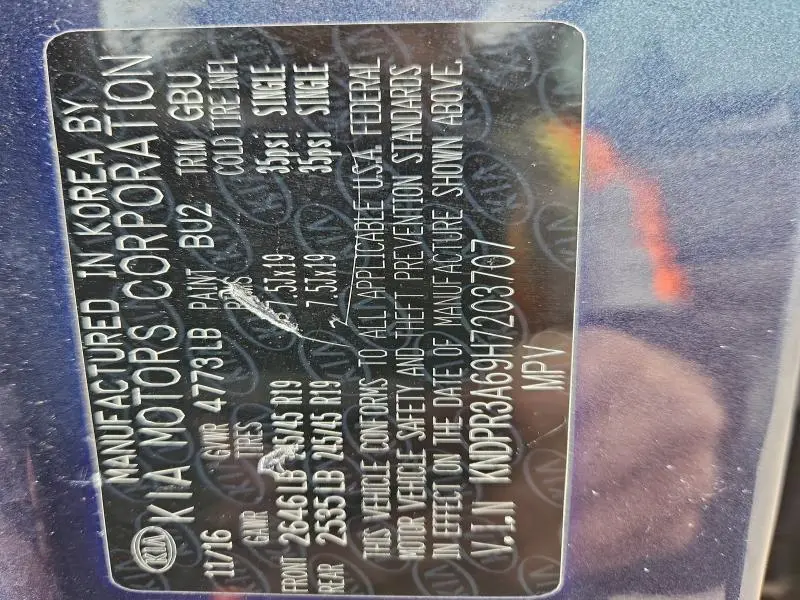 MANUFACTURED IN KOREA BY
KIA KIA MOTORS CORPORATION
11/16 GVWR 4773LB PAINT BU2 TRIM GBU
GAWR TIRES RIMS COLD TIRE INFL
FRONT 2646LB 245/45 R19 7.5Jx19 35psi: SINGLE
REAR 2535LB 245/45 R19 7.5Jx19 35psi: SINGLE
THIS VEHICLE CONFORMS TO ALL APPLICABLE U.S.A. FEDERAL
MOTOR VEHICLE SAFETY AND THEFT PREVENTION STANDARDS
IN EFFECT ON THE DATE OF MANUFACTURE SHOWN ABOVE.
V.I.N KNDPR3A69H7203707
MPV